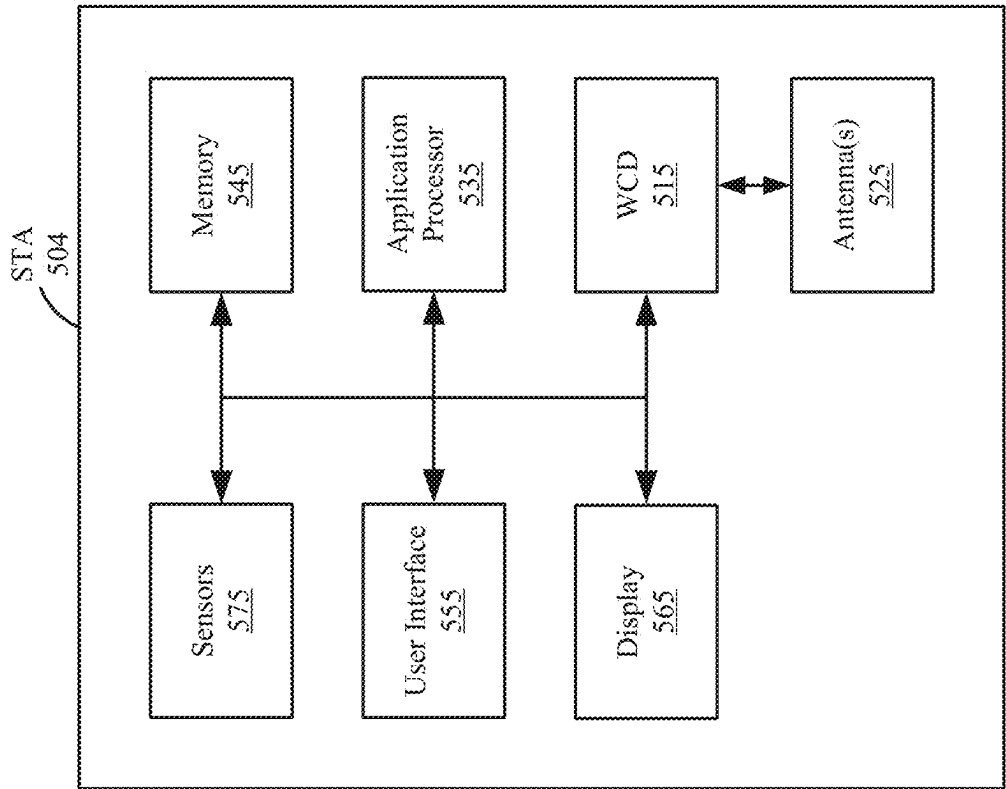 STA
504
Sensors
575
Memory
545
User Interface
555
Application
Processor
535
Display
565
WCD
515
Antenna(s)
525